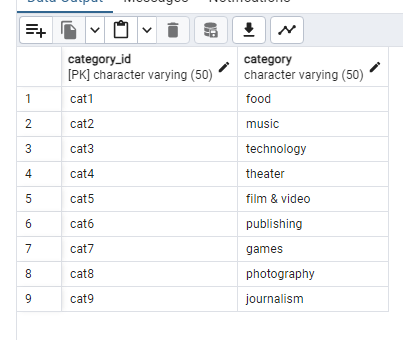 Data Output Messages Notifications
category_id category
[PK] character varying (50) character varying (50)
1 cat1 food
2 cat2 music
3 cat3 technology
4 cat4 theater
5 cat5 film & video
6 cat6 publishing
7 cat7 games
8 cat8 photography
9 cat9 journalism